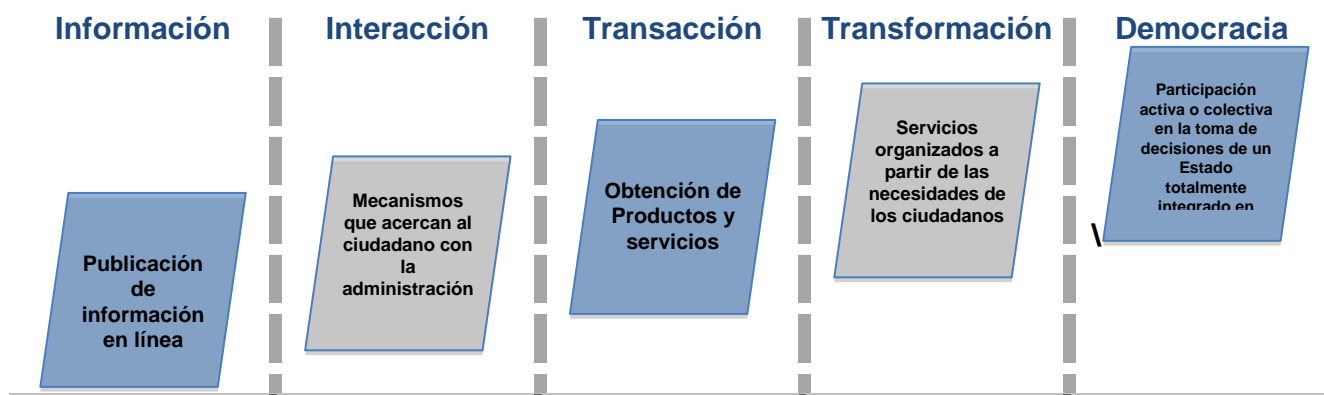 Información
Interacción
Transacción
Transformación
Democracia
Publicación
de
información
en línea
Mecanismos
que acercan al
ciudadano con
la
administración
Obtención de
Productos y
servicios
Servicios
organizados a
partir de las
necesidades de
los ciudadanos
Participación
activa o colectiva
en la toma de
decisiones de un
Estado
totalmente
integrado en
\